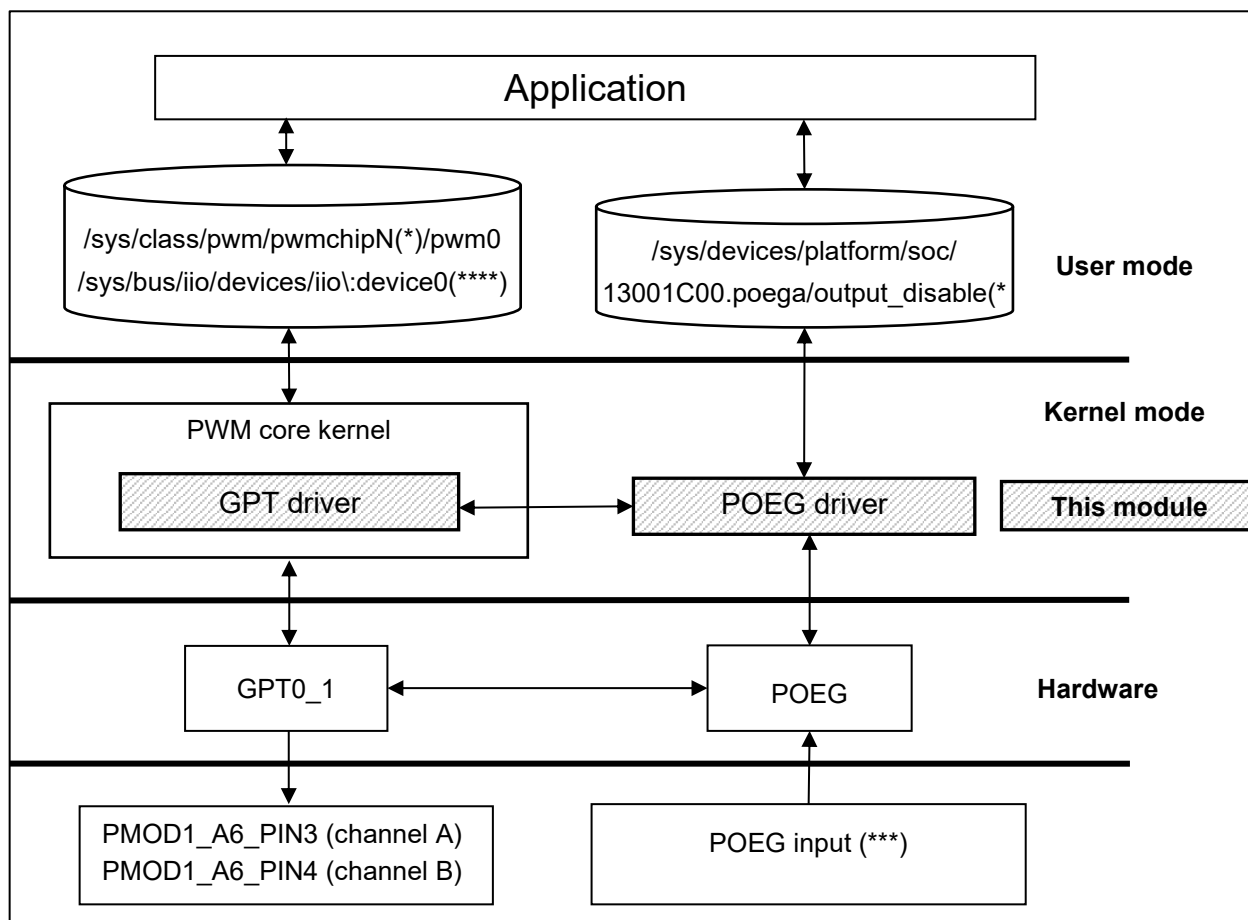 Application
/sys/class/pwm/pwmchipN(*)/pwm0
/sys/bus/iio/devices/iio\:device0(****)
/sys/devices/platform/soc/
13001C00.poega/output_disable(*
User mode
Kernel mode
PWM core kernel
GPT driver
POEG driver
This module
GPT0_1
POEG
Hardware
PMOD1_A6_PIN3 (channel A)
PMOD1_A6_PIN4 (channel B)
POEG input (***)